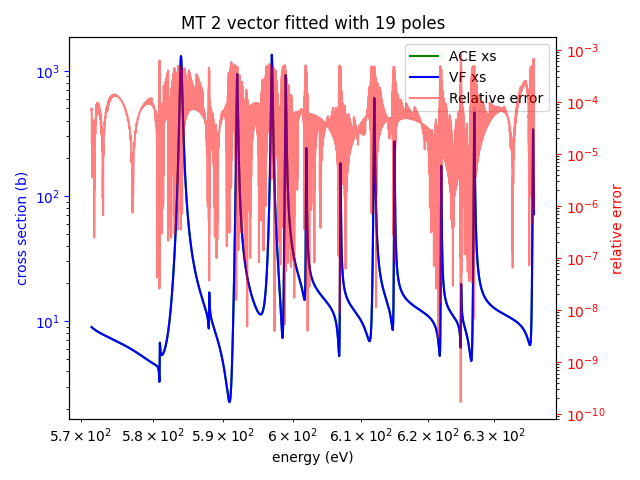 MT 2 vector fitted with 19 poles
ACE xs
VF xs
Relative error
10³
10²
10¹
cross section (b)
10⁻³
10⁻⁴
10⁻⁵
10⁻⁶
10⁻⁷
10⁻⁸
10⁻⁹
10⁻¹⁰
relative error
5.7 × 10² 5.8 × 10² 5.9 × 10² 6 × 10² 6.1 × 10² 6.2 × 10² 6.3 × 10²
energy (eV)